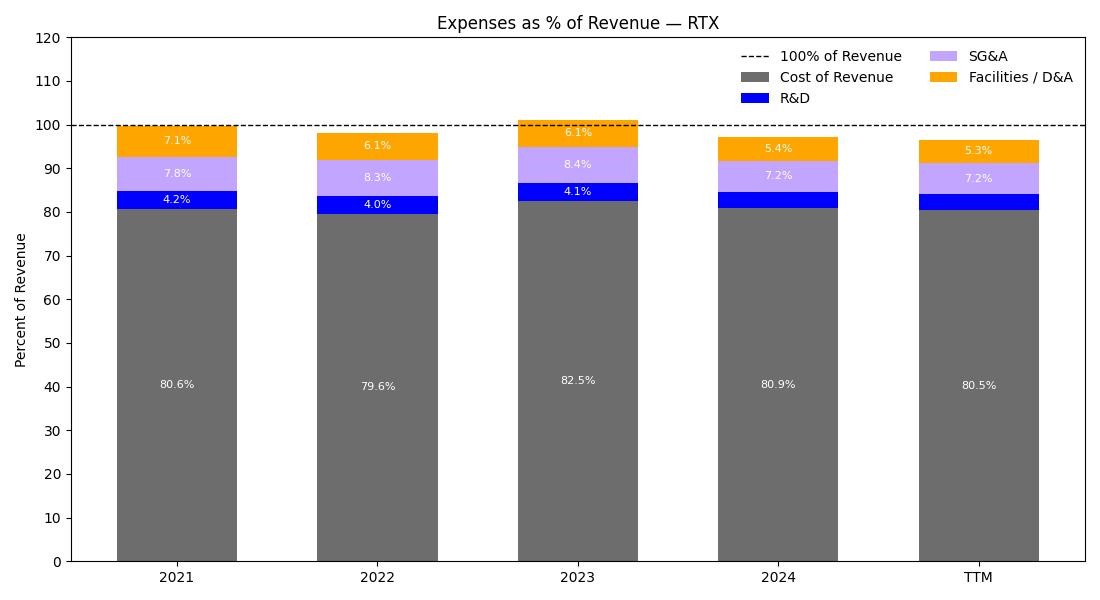 Expenses as % of Revenue — RTX
120
110
100
90
80
70
60
50
40
30
20
10
0
Percent of Revenue
100% of Revenue
Cost of Revenue
R&D
SG&A
Facilities / D&A
7.1% 6.1% 6.1% 5.4% 5.3%
7.8% 8.3% 8.4% 7.2% 7.2%
4.2% 4.0% 4.1%
80.6% 79.6% 82.5% 80.9% 80.5%
2021 2022 2023 2024 TTM